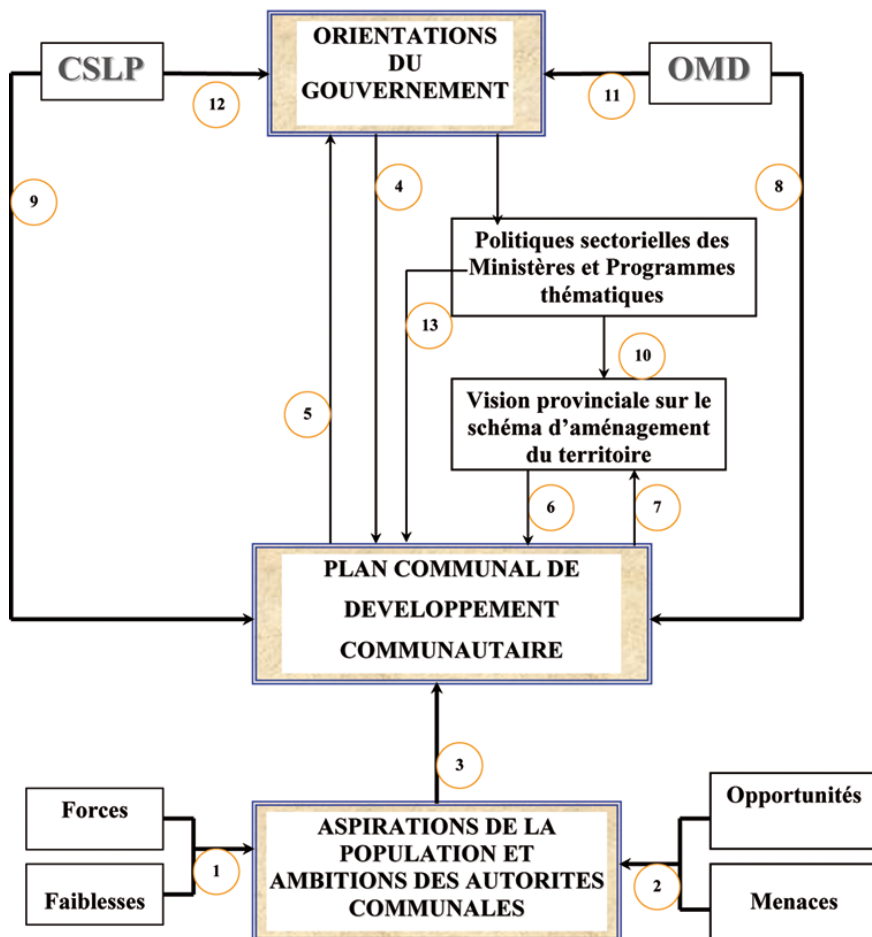 ORIENTATIONS
DU
GOUVERNEMENT
CSLP
OMD
12
11
9
4
8
Politiques sectorielles des
Ministères et Programmes
thématiques
13
10
5
Vision provinciale sur le
schéma d’aménagement
du territoire
6
7
PLAN COMMUNAL DE
DEVELOPPEMENT
COMMUNAUTAIRE
3
Forces
Opportunités
ASPIRATIONS DE LA
POPULATION ET
AMBITIONS DES AUTORITES
COMMUNALES
1
2
Faiblesses
Menaces